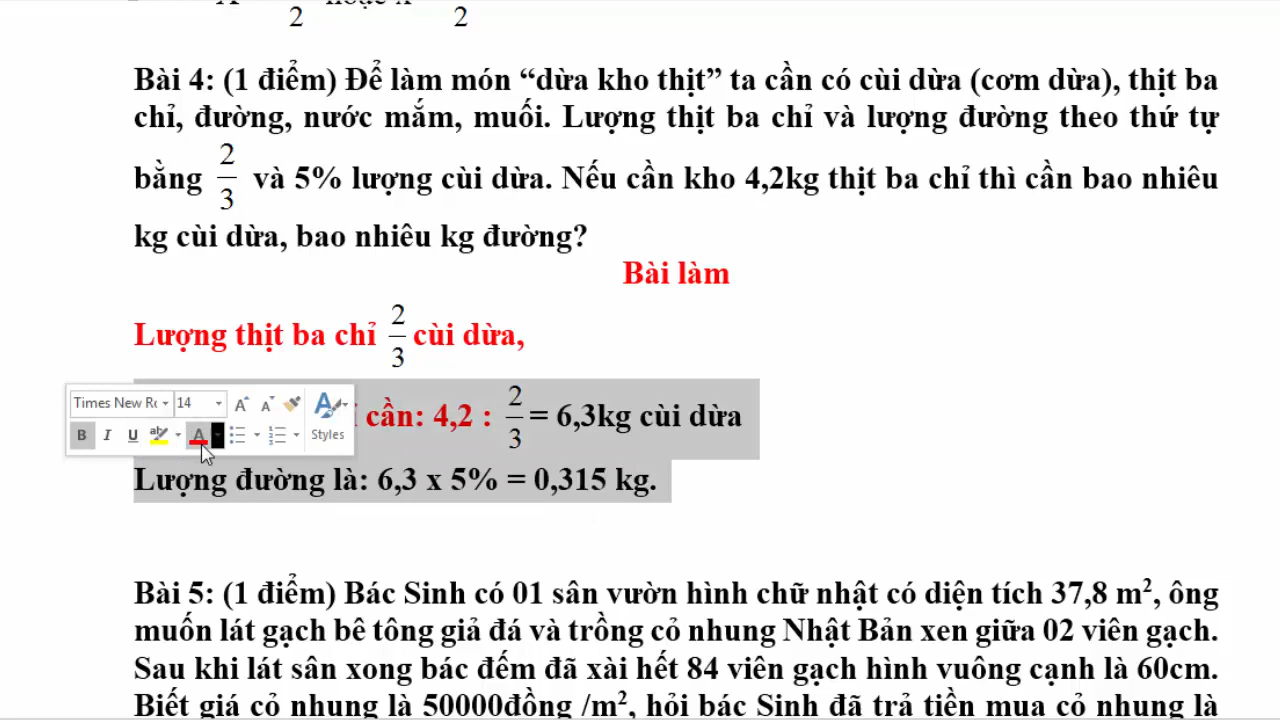 2 2
Bài 4: (1 điểm) Để làm món “dừa kho thịt” ta cần có cùi dừa (cơm dừa), thịt ba
chỉ, đường, nước mắm, muối. Lượng thịt ba chỉ và lượng đường theo thứ tự
bằng 2/3 và 5% lượng cùi dừa. Nếu cần kho 4,2kg thịt ba chỉ thì cần bao nhiêu
kg cùi dừa, bao nhiêu kg đường?
Bài làm
Lượng thịt ba chỉ 2/3 cùi dừa,
cần: 4,2 : 2/3 = 6,3kg cùi dừa
Times New Ro 14
B I U aby A Styles
Lượng đường là: 6,3 x 5% = 0,315 kg.
Bài 5: (1 điểm) Bác Sinh có 01 sân vườn hình chữ nhật có diện tích 37,8 m², ông
muốn lát gạch bê tông giả đá và trồng cỏ nhung Nhật Bản xen giữa 02 viên gạch.
Sau khi lát sân xong bác đếm đã xài hết 84 viên gạch hình vuông cạnh là 60cm.
Biết giá cỏ nhung là 50000đồng /m², hỏi bác Sinh đã trả tiền mua cỏ nhung là